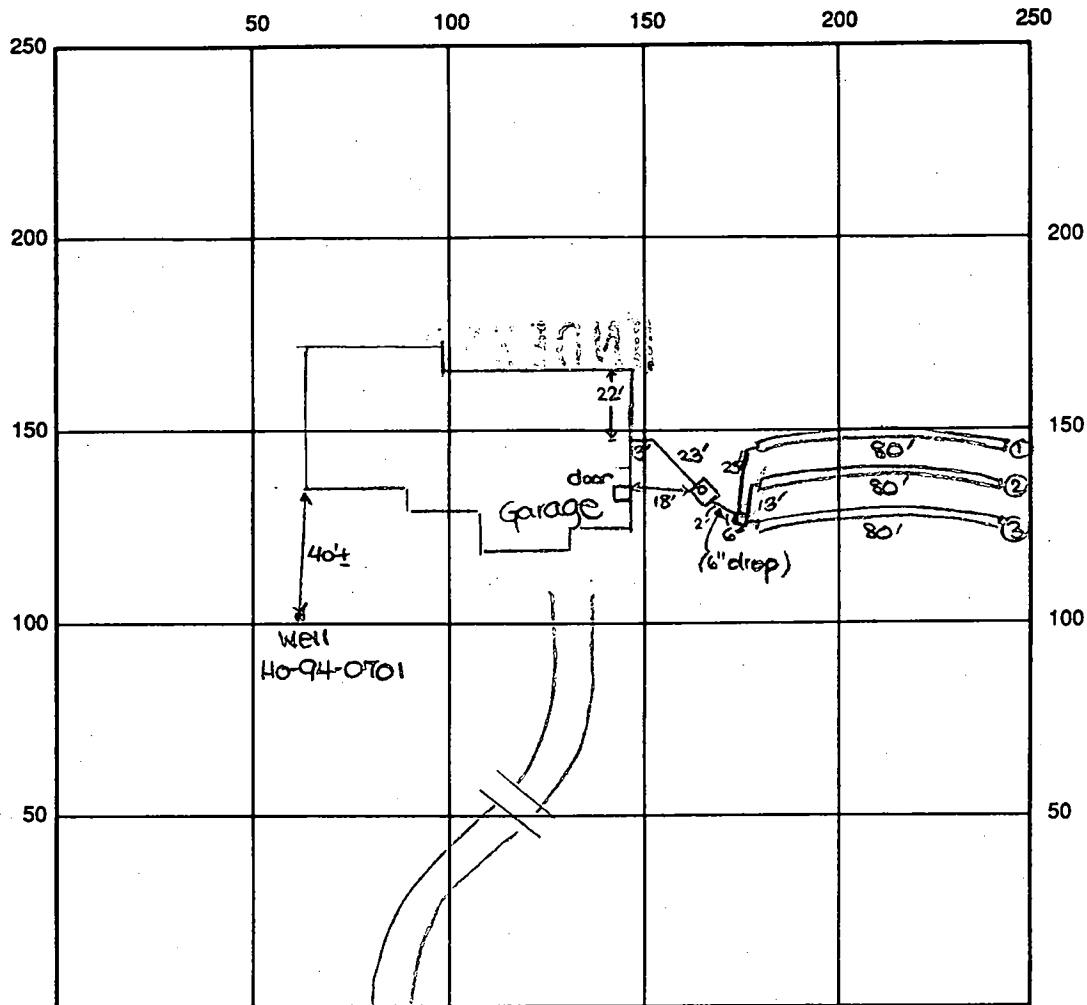 50 100 150 200 250
250
200 200
150 150
22'
3' 23' 25' 80' 1
door 80' 2
Garage 18' 13'
2' 6' 80' 3
(6" drop)
40'±
100 100
Well
HO-94-0701
50 50